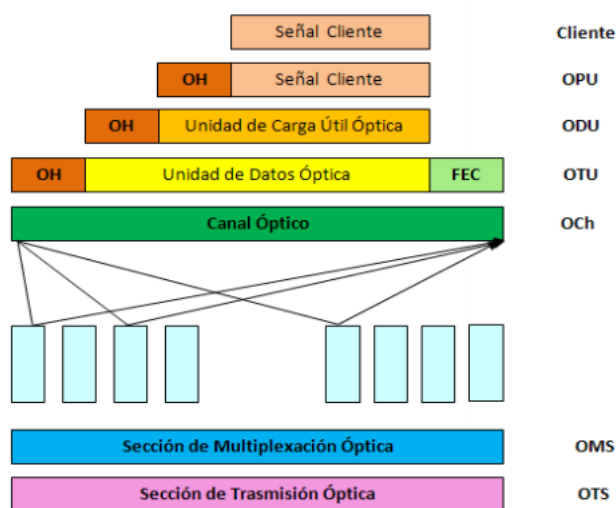 Señal Cliente Cliente
OH Señal Cliente OPU
OH Unidad de Carga Útil Óptica ODU
OH Unidad de Datos Óptica FEC OTU
Canal Óptico OCh
Sección de Multiplexación Óptica OMS
Sección de Trasmisión Óptica OTS